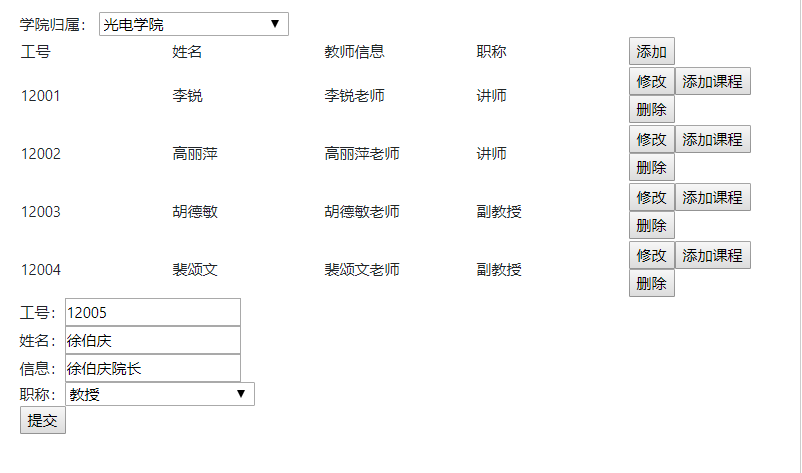 学院归属： 光电学院
工号 姓名 教师信息 职称 添加
12001 李锐 李锐老师 讲师 修改 添加课程
删除
12002 高丽萍 高丽萍老师 讲师 修改 添加课程
删除
12003 胡德敏 胡德敏老师 副教授 修改 添加课程
删除
12004 裴颂文 裴颂文老师 副教授 修改 添加课程
删除
工号：12005
姓名：徐伯庆
信息：徐伯庆院长
职称：教授
提交